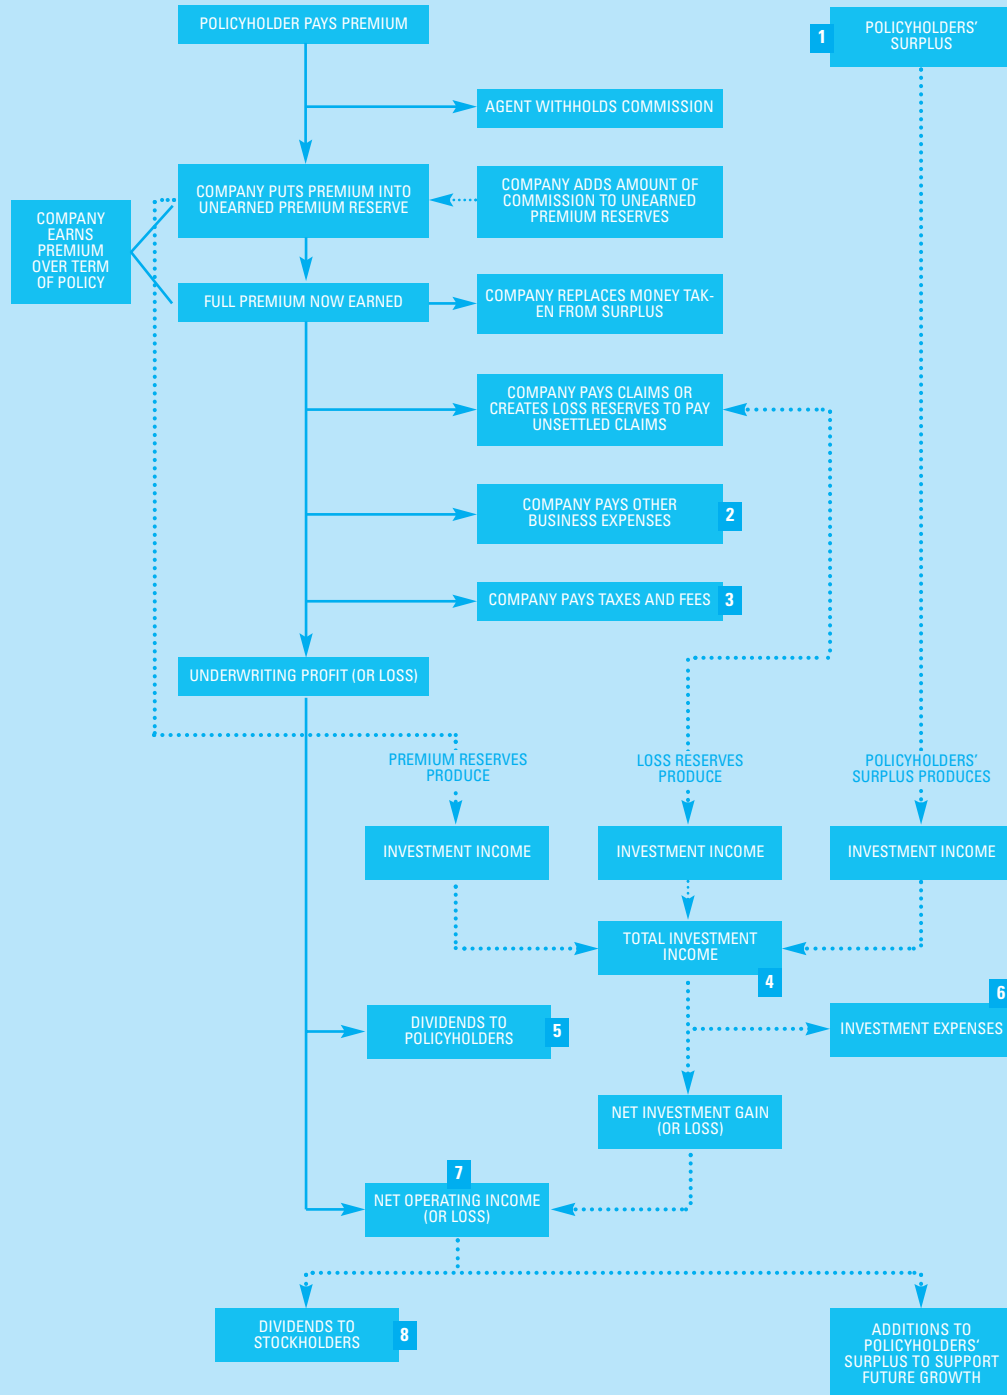 POLICYHOLDER PAYS PREMIUM
1
POLICYHOLDERS'
SURPLUS
AGENT WITHHOLDS COMMISSION
COMPANY PUTS PREMIUM INTO
UNEARNED PREMIUM RESERVE
COMPANY ADDS AMOUNT OF
COMMISSION TO UNEARNED
PREMIUM RESERVES
COMPANY
EARNS
PREMIUM
OVER TERM
OF POLICY
FULL PREMIUM NOW EARNED
COMPANY REPLACES MONEY TAK-
EN FROM SURPLUS
COMPANY PAYS CLAIMS OR
CREATES LOSS RESERVES TO PAY
UNSETTLED CLAIMS
COMPANY PAYS OTHER
BUSINESS EXPENSES
2
COMPANY PAYS TAXES AND FEES
3
UNDERWRITING PROFIT (OR LOSS)
PREMIUM RESERVES
PRODUCE
LOSS RESERVES
PRODUCE
POLICYHOLDERS'
SURPLUS PRODUCES
INVESTMENT INCOME
INVESTMENT INCOME
INVESTMENT INCOME
TOTAL INVESTMENT
INCOME
4
6
INVESTMENT EXPENSES
DIVIDENDS TO
POLICYHOLDERS
5
NET INVESTMENT GAIN
(OR LOSS)
7
NET OPERATING INCOME
(OR LOSS)
DIVIDENDS TO
STOCKHOLDERS
8
ADDITIONS TO
POLICYHOLDERS'
SURPLUS TO SUPPORT
FUTURE GROWTH